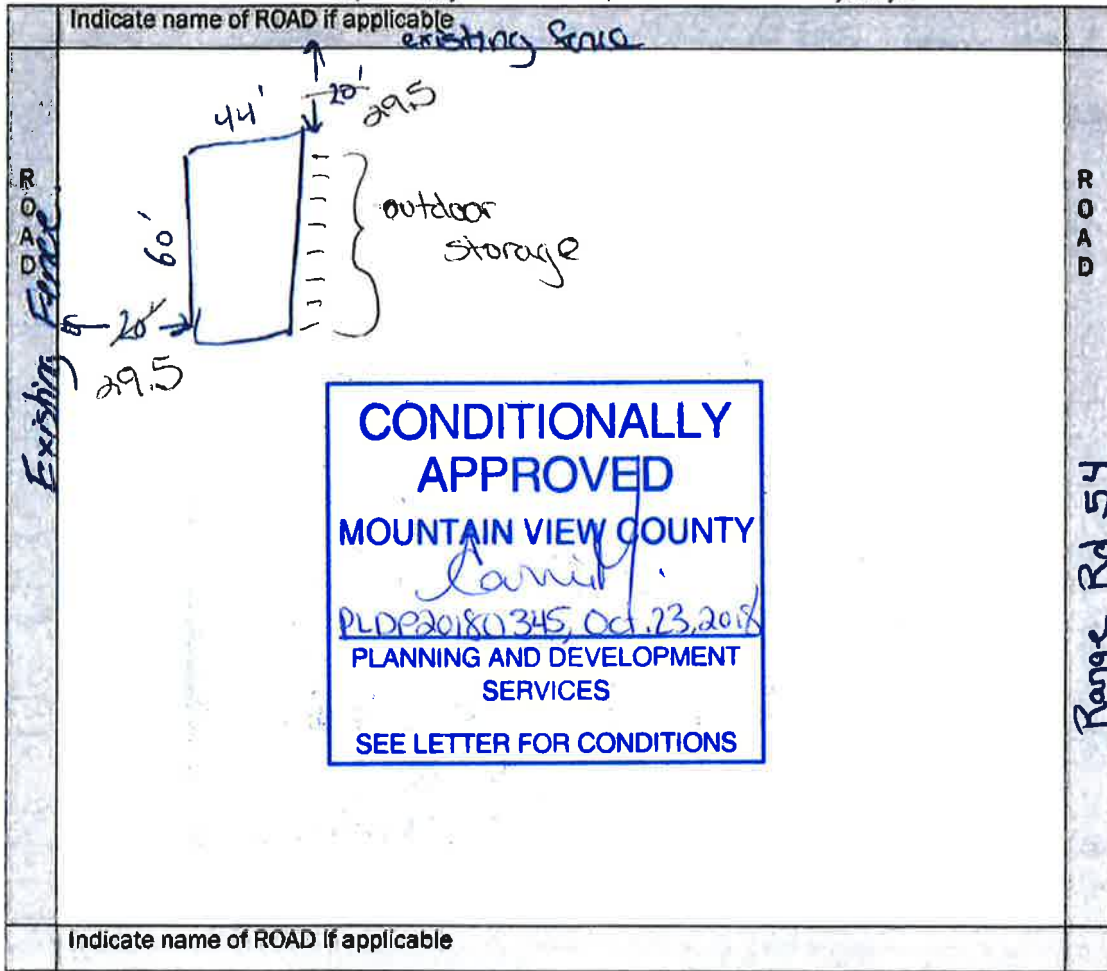 Indicate name of ROAD if applicable
existing fence
20'
29.5
44'
60'
outdoor
storage
20'
29.5
ROAD
Existing Fence
ROAD
Range Rd 54
CONDITIONALLY
APPROVED
MOUNTAIN VIEW COUNTY
PLDP20180345, Oct. 23, 2018
PLANNING AND DEVELOPMENT
SERVICES
SEE LETTER FOR CONDITIONS
Indicate name of ROAD if applicable